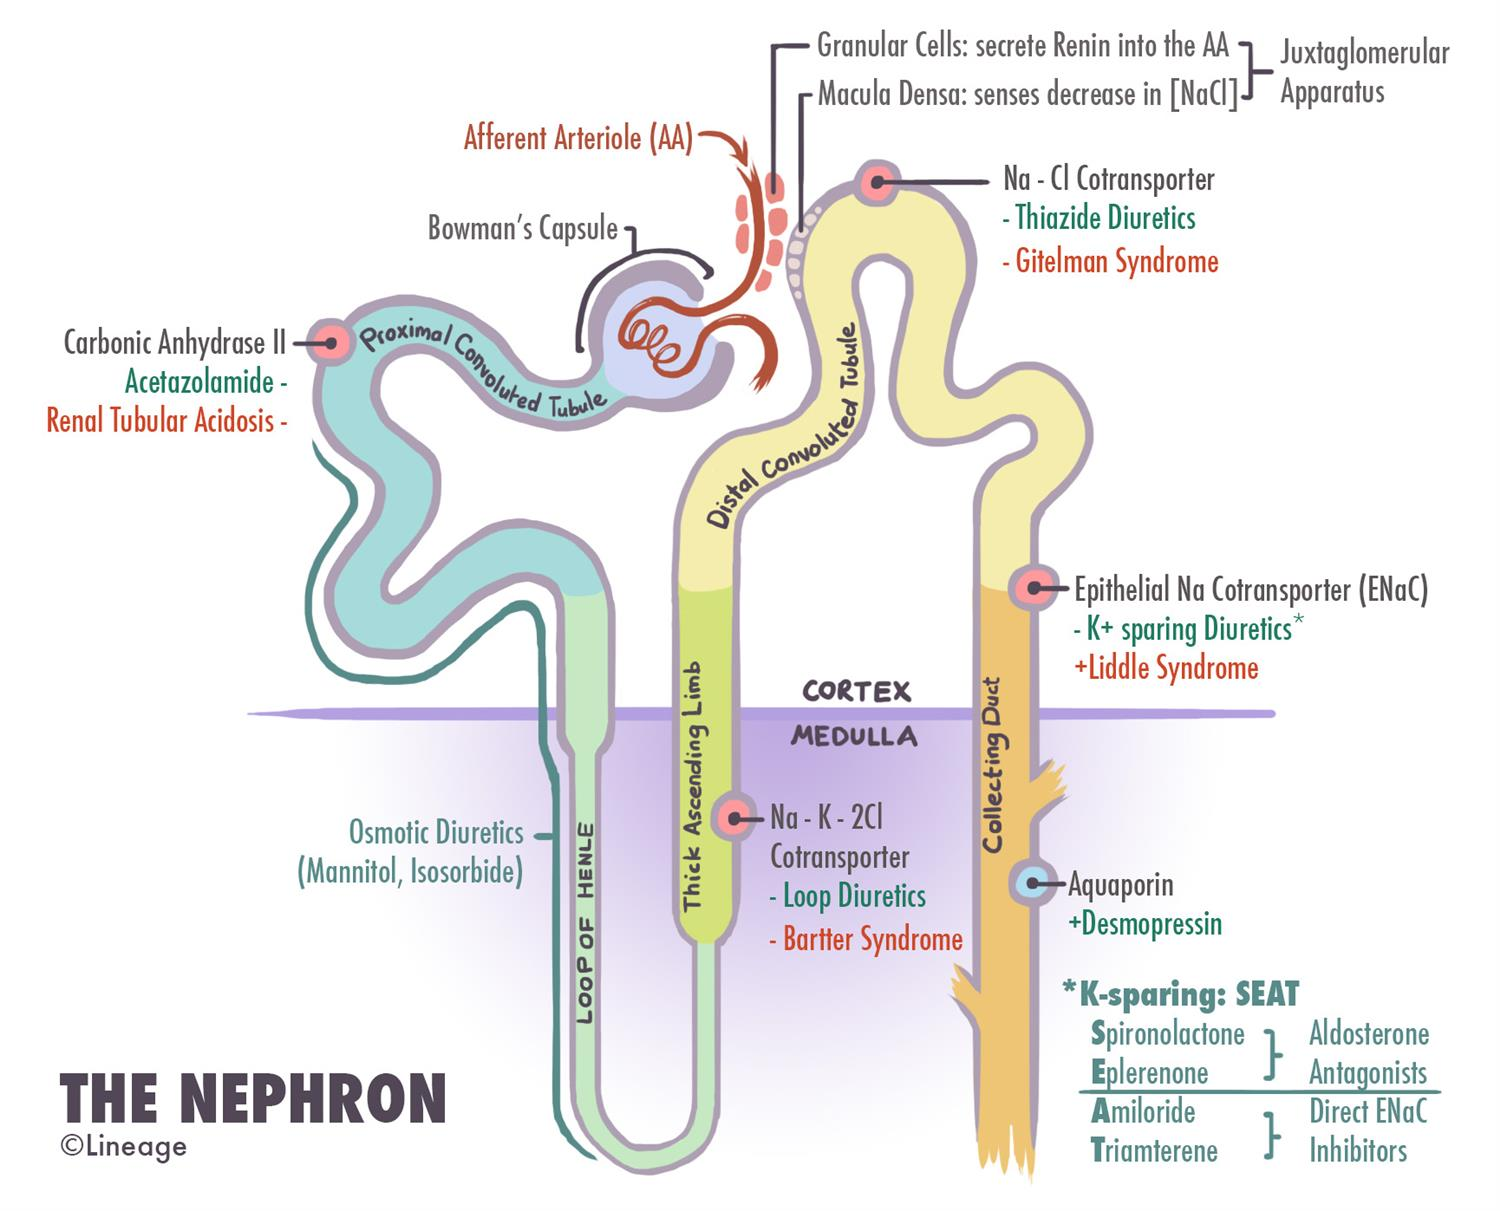 Granular Cells: secrete Renin into the AA
Macula Densa: senses decrease in [NaCl]
Juxtaglomerular
Apparatus
Afferent Arteriole (AA)
Bowman's Capsule
Na - Cl Cotransporter
- Thiazide Diuretics
- Gitelman Syndrome
Carbonic Anhydrase II
Acetazolamide -
Renal Tubular Acidosis -
Proximal Convoluted Tubule
Distal Convoluted Tubule
Epithelial Na Cotransporter (ENaC)
- K+ sparing Diuretics*
+Liddle Syndrome
CORTEX
MEDULLA
Thick Ascending Limb
Collecting Duct
Osmotic Diuretics
(Mannitol, Isosorbide)
LOOP OF HENLE
Na - K - 2Cl
Cotransporter
- Loop Diuretics
- Bartter Syndrome
Aquaporin
+Desmopressin
*K-sparing: SEAT
Spironolactone
Eplerenone
Aldosterone
Antagonists
Amiloride
Triamterene
Direct ENaC
Inhibitors
THE NEPHRON
©Lineage